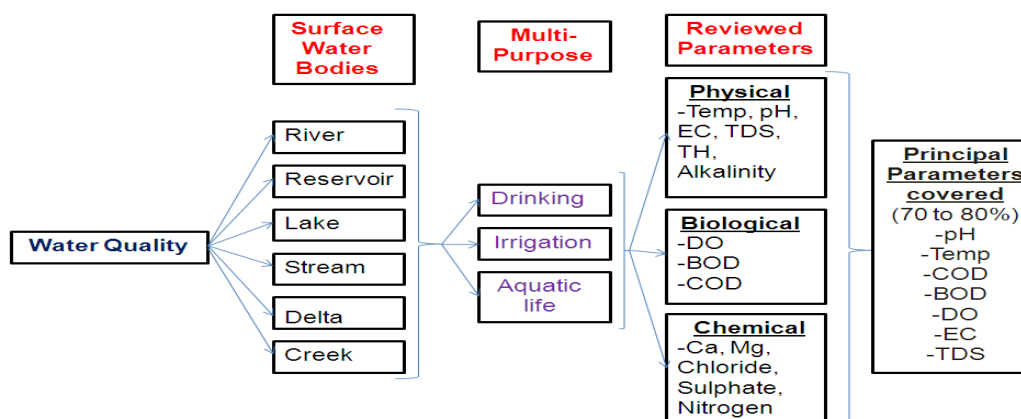 Surface
Water
Bodies
Multi-
Purpose
Reviewed
Parameters
Water Quality
River
Reservoir
Lake
Stream
Delta
Creek
Drinking
Irrigation
Aquatic
life
Physical
-Temp, pH,
EC, TDS,
TH,
Alkalinity
Biological
-DO
-BOD
-COD
Chemical
-Ca, Mg,
Chloride,
Sulphate,
Nitrogen
Principal
Parameters
covered
(70 to 80%)
-pH
-Temp
-COD
-BOD
-DO
-EC
-TDS